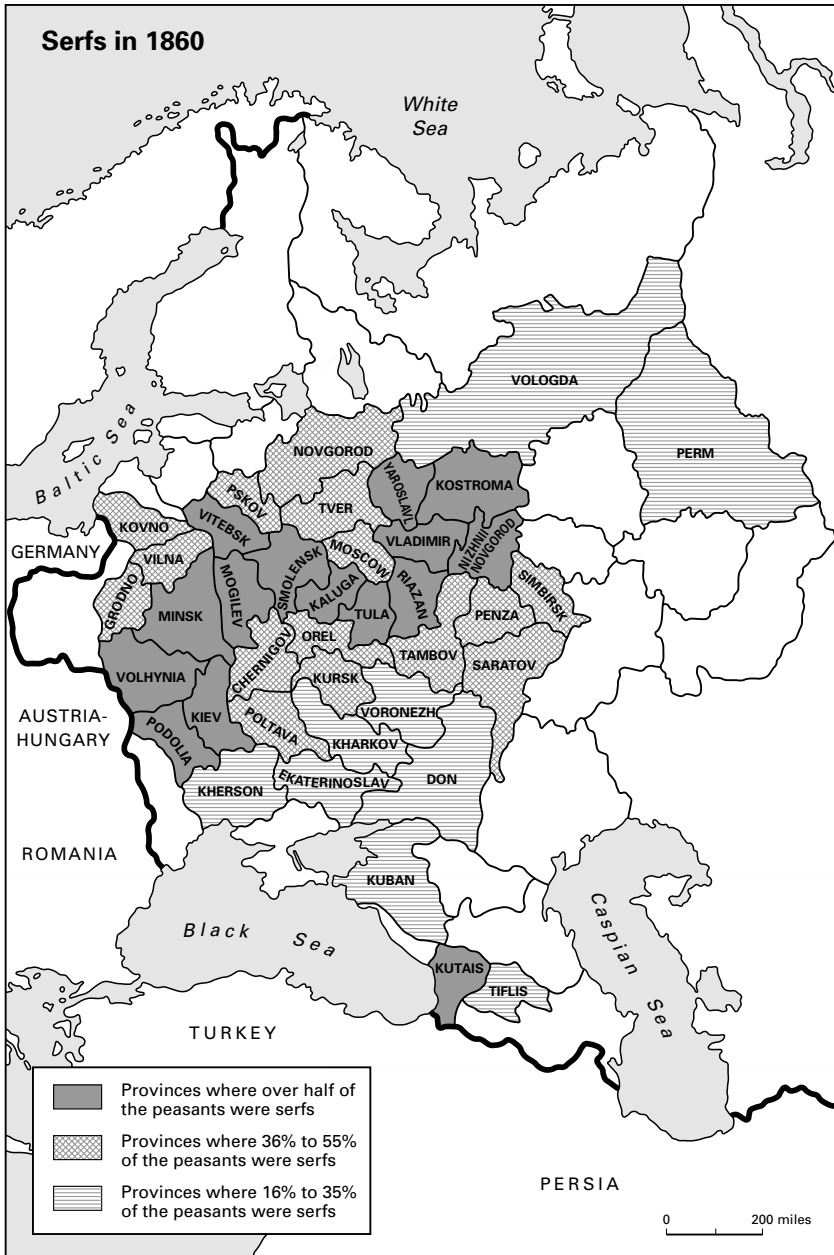 Serfs in 1860
White
Sea
VOLOGDA
PERM
Baltic Sea
NOVGOROD
YAROSLAVL
KOSTROMA
PSKOV
TVER
KOVNO
VITEBSK
VLADIMIR
NIZHNII
NOVGOROD
GERMANY
VILNA
MOSCOW
SMOLENSK
SIMBIRSK
GRODNO
MINSK
MOGILEV
KALUGA
RIAZAN
TULA
PENZA
OREL
CHERNIGOV
TAMBOV
SARATOV
VOLHYNIA
KURSK
AUSTRIA-
HUNGARY
PODOLIA
KIEV
POLTAVA
VORONEZH
KHARKOV
KHERSON
EKATERINOSLAV
DON
ROMANIA
KUBAN
Black Sea
Caspian Sea
KUTAIS
TIFLIS
TURKEY
Provinces where over half of
the peasants were serfs
Provinces where 36% to 55%
of the peasants were serfs
Provinces where 16% to 35%
of the peasants were serfs
PERSIA
0 200 miles